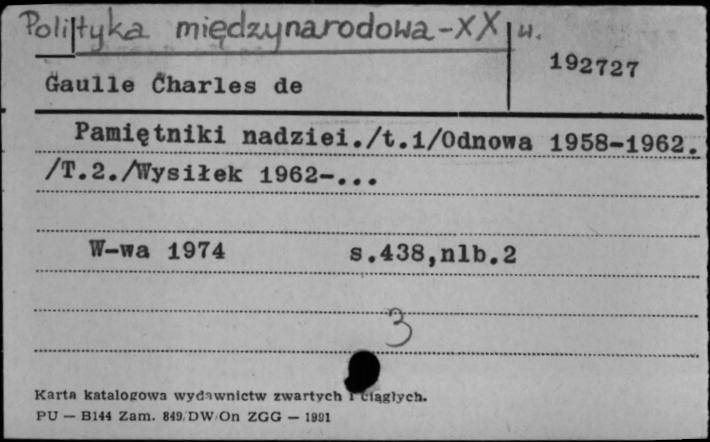 Polityka międzynarodowa-XX w.
192727
Gaulle Charles de
Pamiętniki nadziei./t.1/Odnowa 1958-1962.
/T.2./Wysiłek 1962-...
W-wa 1974 s.438,nlb.2
3
Karta katalogowa wydawnictw zwartych i ciągłych.
PU — B144 Zam. 849/DW/On ZGG — 1991